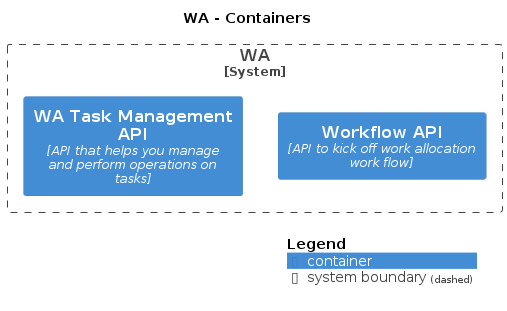 WA - Containers
WA
[System]
WA Task Management
API
[API that helps you manage
and perform operations on
tasks]
Workflow API
[API to kick off work allocation
work flow]
Legend
container
system boundary (dashed)